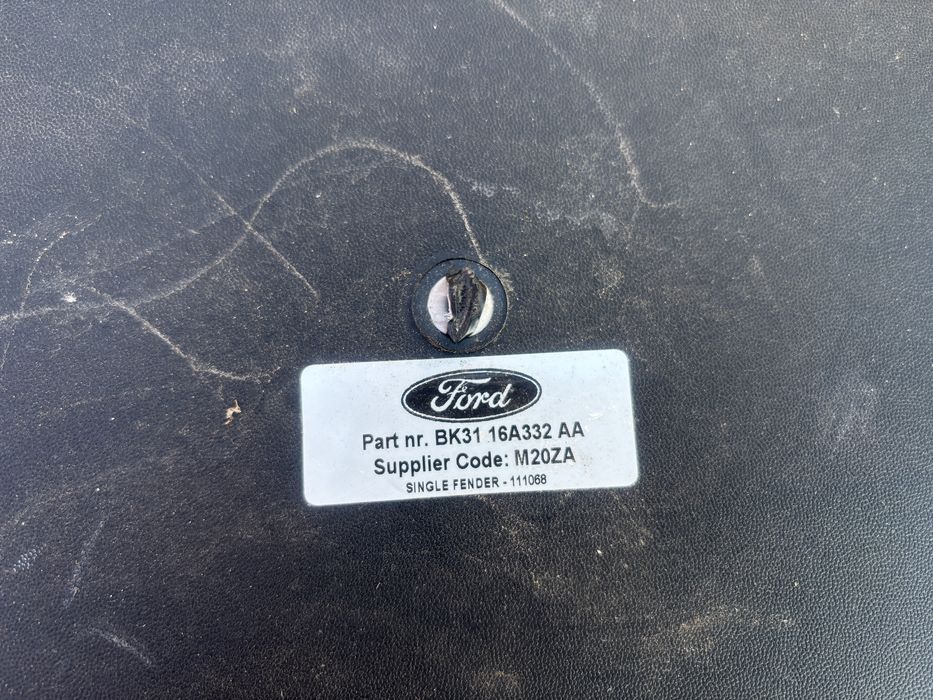 Ford
Part nr. BK31 16A332 AA
Supplier Code: M20ZA
SINGLE FENDER - 111068